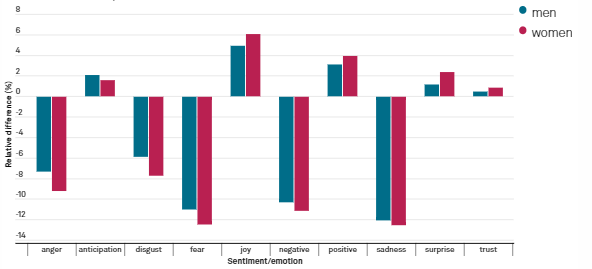 men
women
Relative difference (%)
8
6
4
2
0
-2
-4
-6
-8
-10
-12
-14
anger anticipation disgust fear joy negative positive sadness surprise trust
Sentiment/emotion